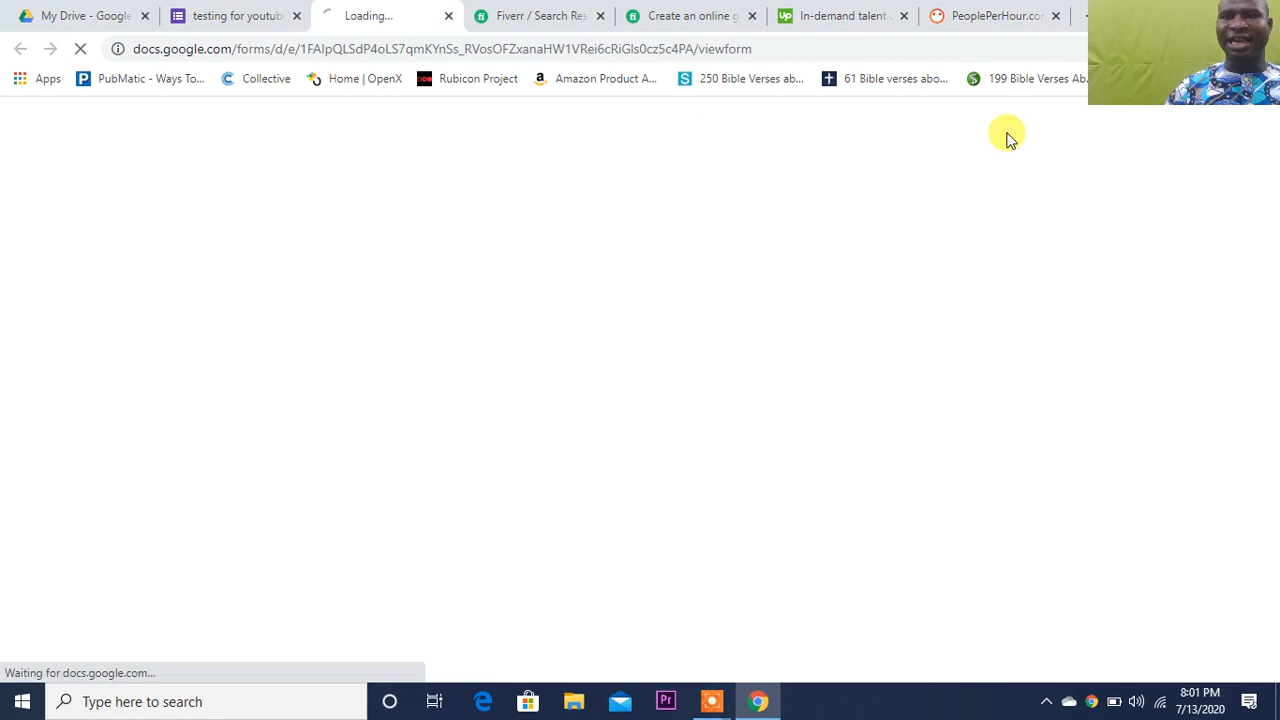 My Drive - Google
testing for youtub
Loading...
Fiverr / Search Res
Create an online g
Up In-demand talent
PeoplePerHour.co
docs.google.com/forms/d/e/1FAIpQLSdP4oLS7qmKYnSs_RVosOFZxanaHW1VRei6cRiGls0cz5c4PA/viewform
Apps
PubMatic - Ways To...
Collective
Home | OpenX
Rubicon Project
Amazon Product A...
250 Bible Verses ab...
61 Bible verses abo...
199 Bible Verses Ab
Waiting for docs.google.com...
Type here to search
8:01 PM
7/13/2020